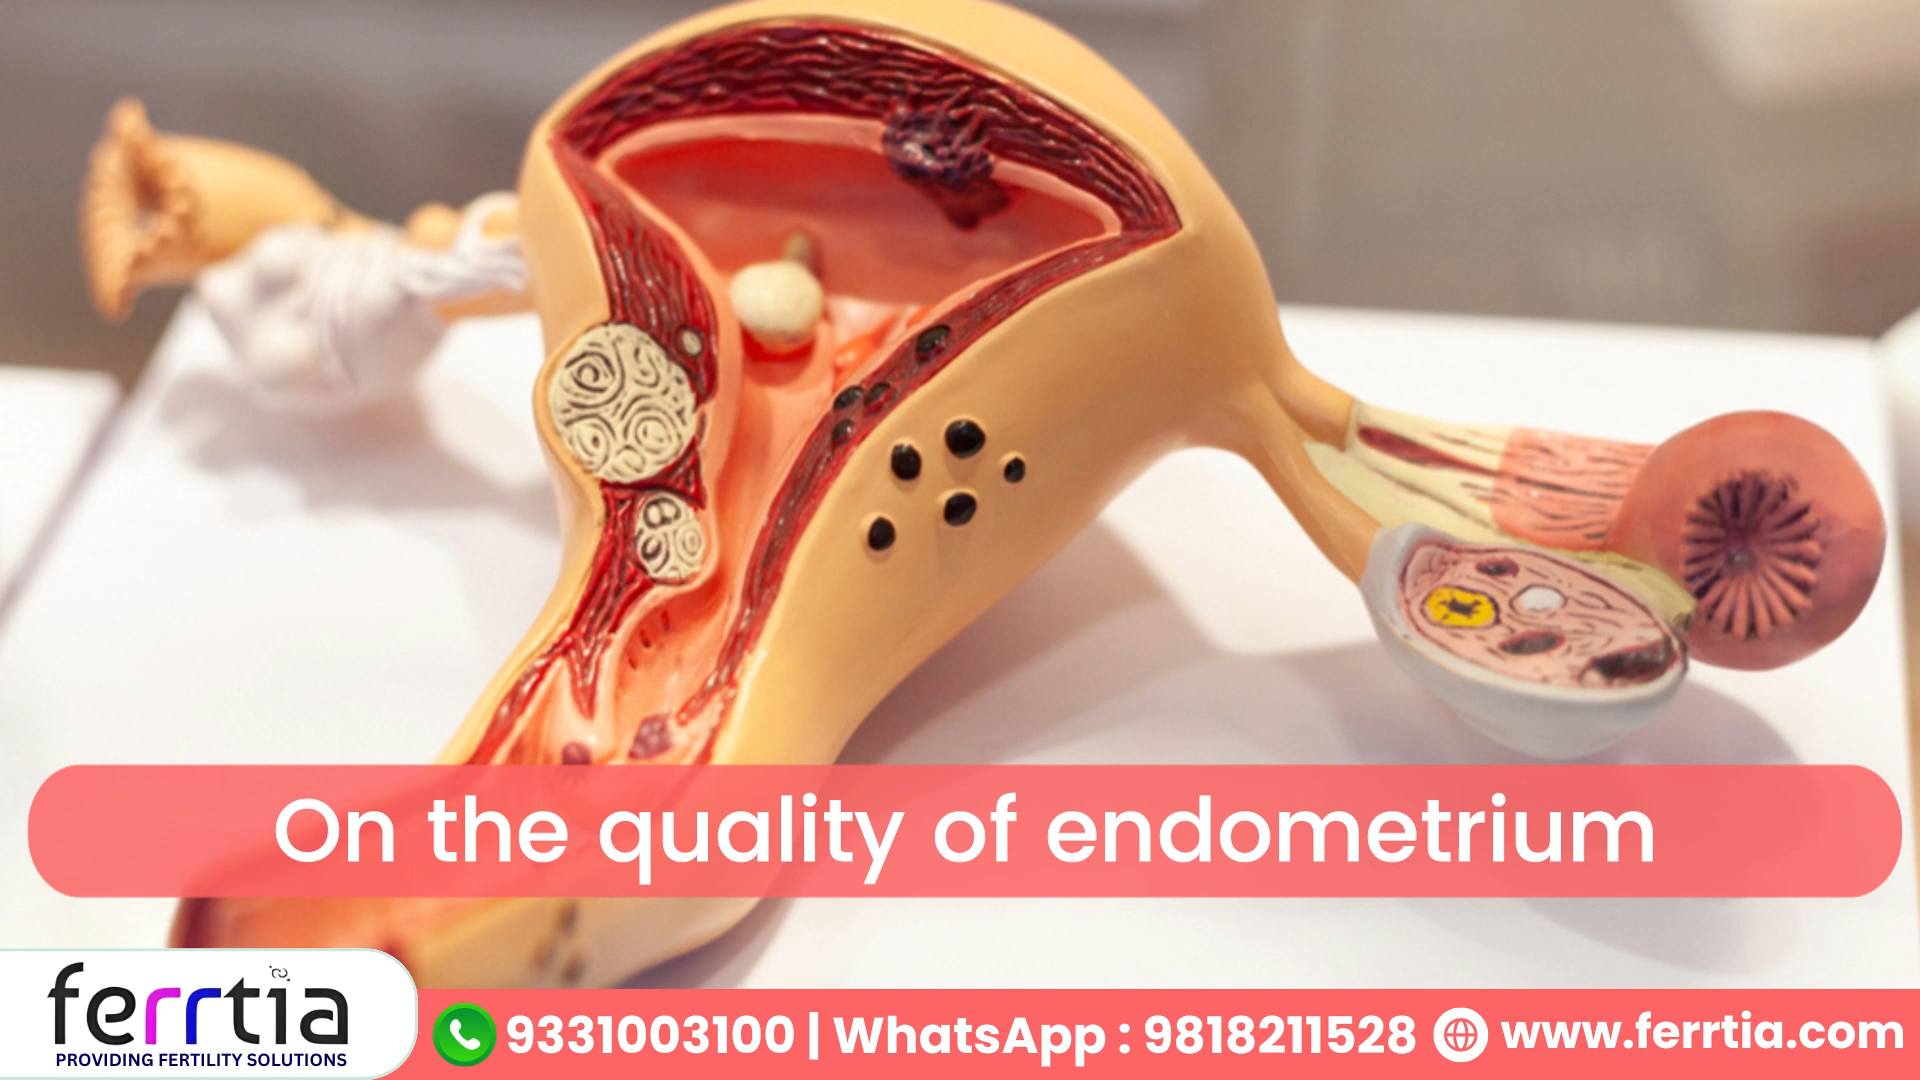 On the quality of endometrium
ferrtia
PROVIDING FERTILITY SOLUTIONS
9331003100 | WhatsApp : 9818211528 www.ferrtia.com